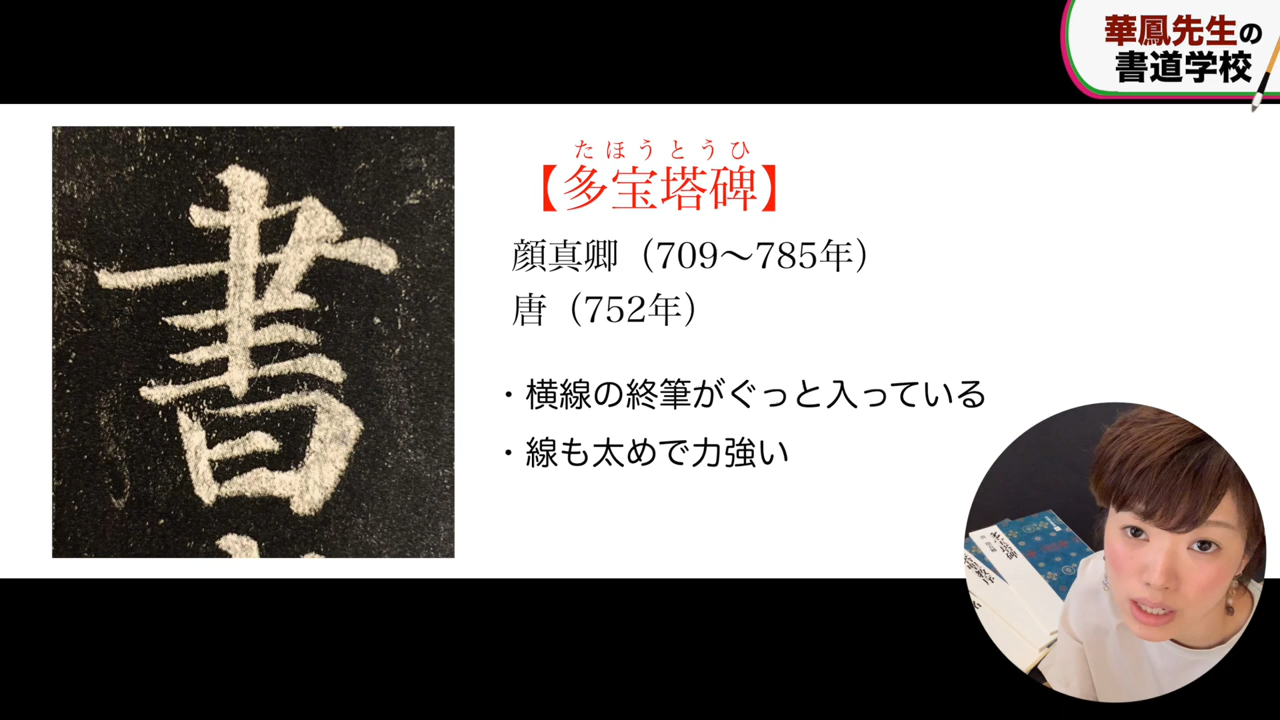 華鳳先生の
書道学校
書
たほうとうひ
【多宝塔碑】
顔真卿（709〜785年）
唐（752年）
・横線の終筆がぐっと入っている
・線も太めで力強い